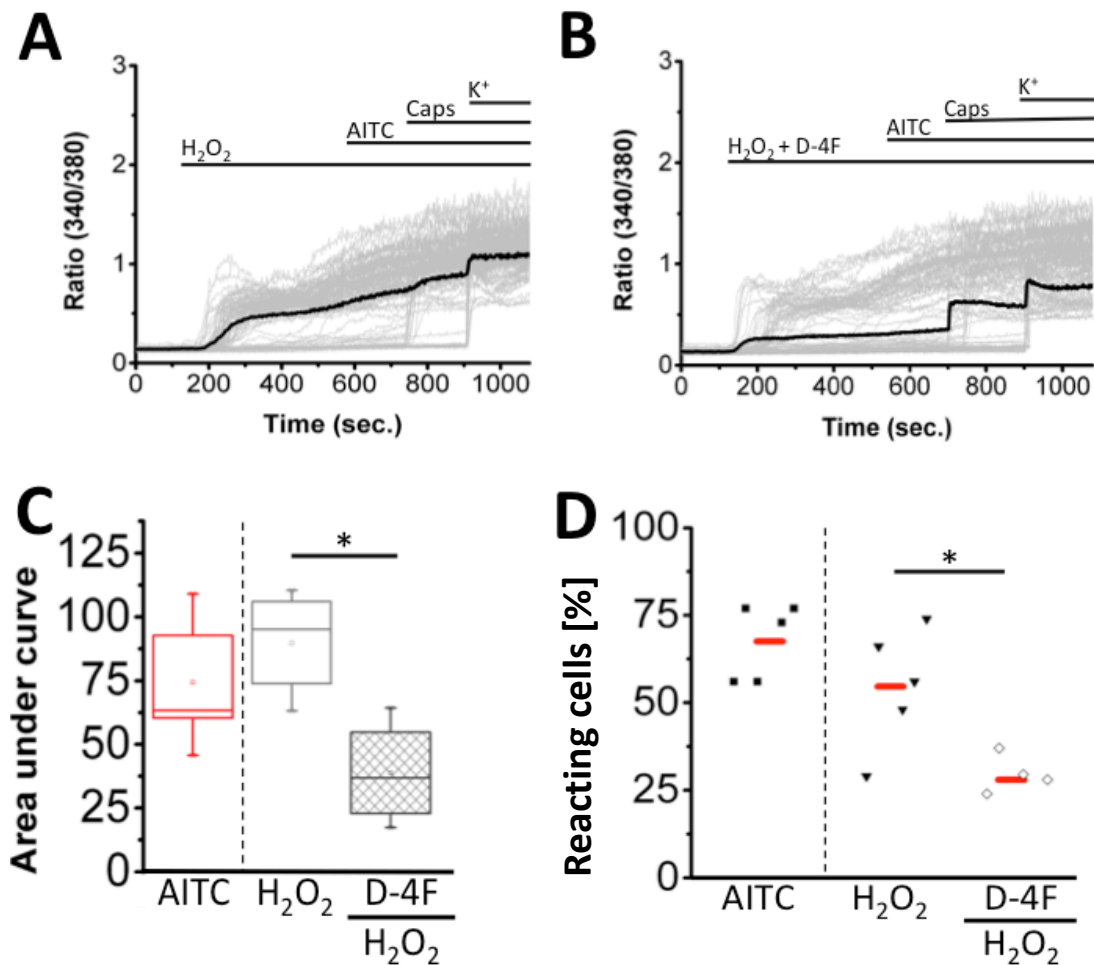 A
3
2
1
0
Ratio (340/380)
K⁺
Caps
AITC
H₂O₂
0 200 400 600 800 1000
Time (sec.)
B
3
2
1
0
Ratio (340/380)
K⁺
Caps
AITC
H₂O₂ + D-4F
0 200 400 600 800 1000
Time (sec.)
C
125
100
75
50
25
0
Area under curve
*
AITC H₂O₂ D-4F
H₂O₂
D
100
75
50
25
0
Reacting cells [%]
*
AITC H₂O₂ D-4F
H₂O₂